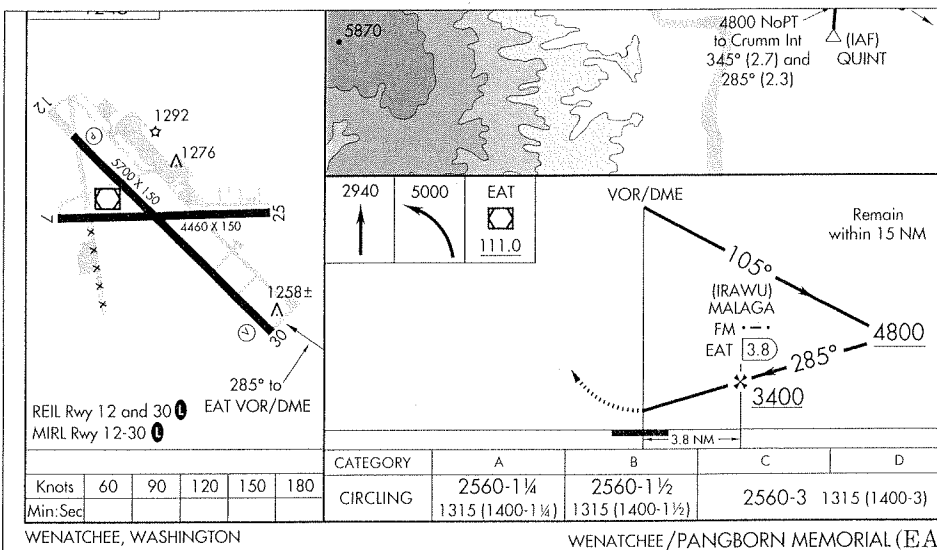 5870
4800 NoPT
to Crumm Int
345° (2.7) and
285° (2.3)
(IAF)
QUINT
12
1292
1276
5700 X 150
7
25
4460 X 150
1258±
30
285° to
EAT VOR/DME
REIL Rwy 12 and 30 L
MIRL Rwy 12-30 L
2940
5000
EAT
111.0
VOR/DME
Remain
within 15 NM
105°
(IRAWU)
MALAGA
FM
EAT 3.8
4800
285°
3400
3.8 NM
CATEGORY A B C D
CIRCLING 2560-1¼ 2560-1½ 2560-3 1315 (1400-3)
1315 (1400-1¼) 1315 (1400-1½)
Knots 60 90 120 150 180
Min:Sec
WENATCHEE, WASHINGTON
WENATCHEE/PANGBORN MEMORIAL (EA